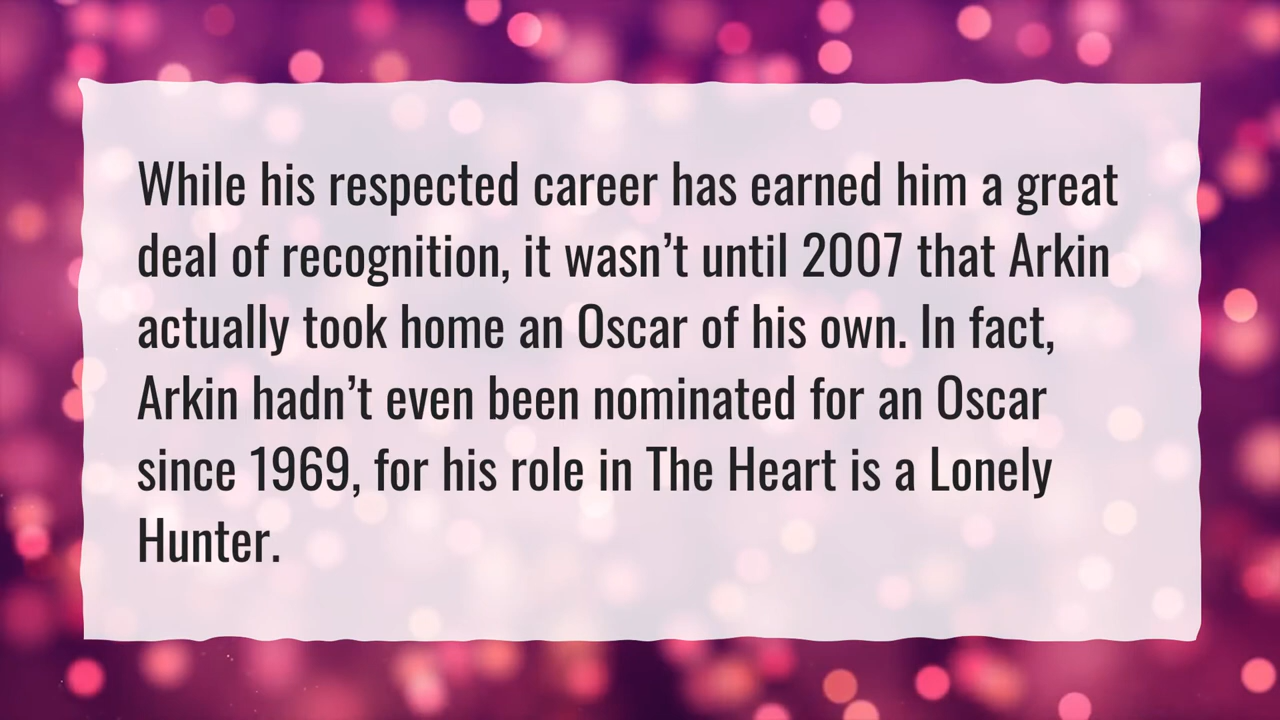 While his respected career has earned him a great
deal of recognition, it wasn’t until 2007 that Arkin
actually took home an Oscar of his own. In fact,
Arkin hadn’t even been nominated for an Oscar
since 1969, for his role in The Heart is a Lonely
Hunter.